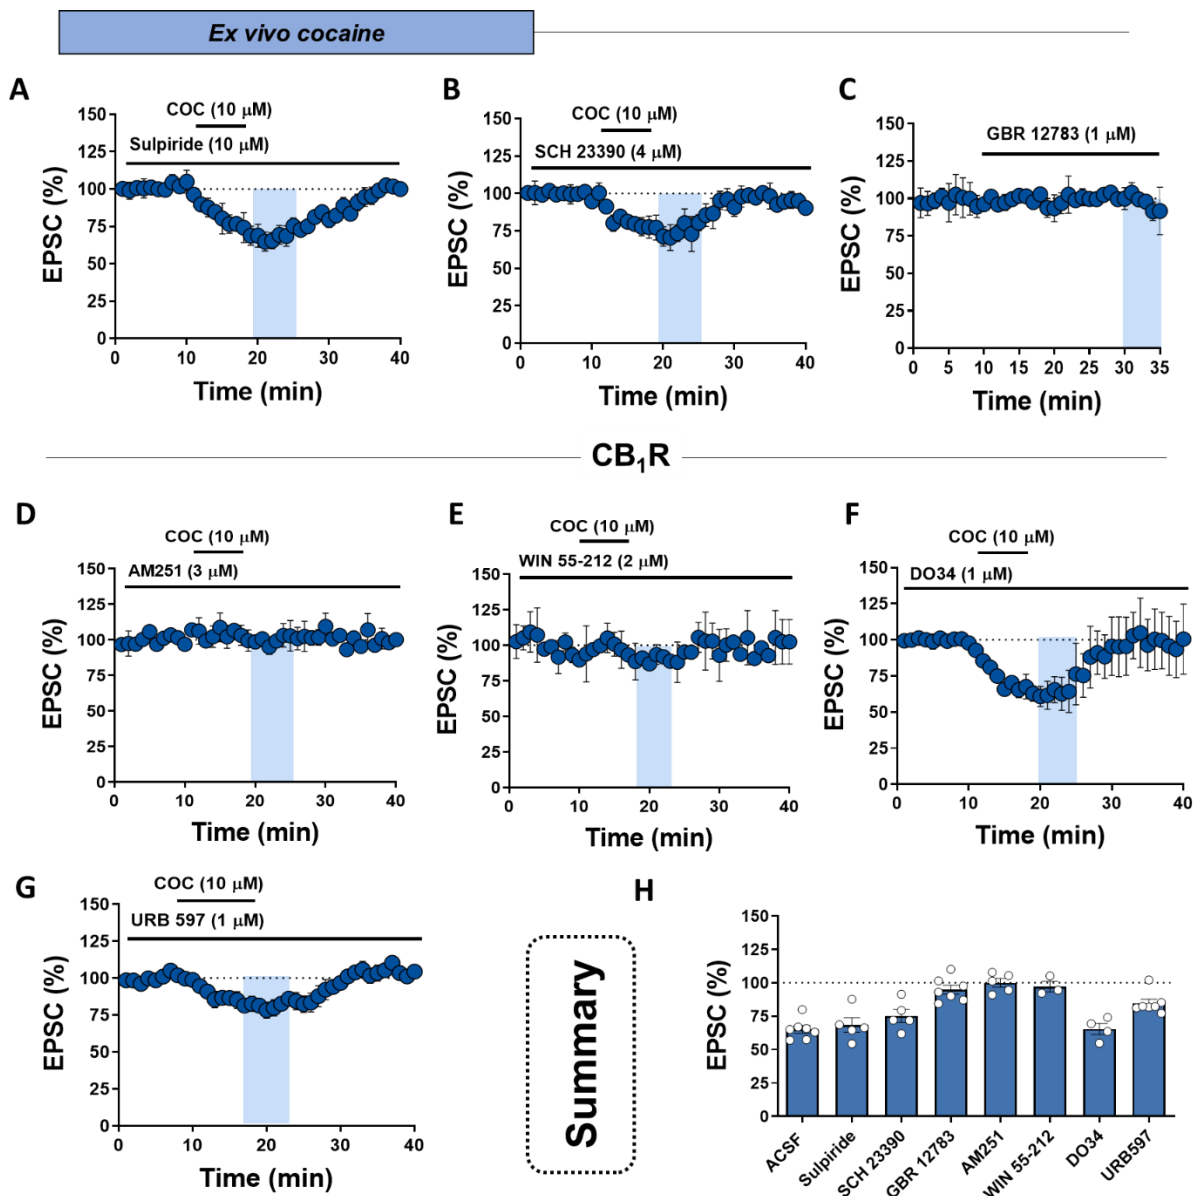 Ex vivo cocaine
A
COC (10 μM)
Sulpiride (10 μM)
150
125
100
75
50
25
0
EPSC (%)
0 10 20 30 40
Time (min)
B
COC (10 μM)
SCH 23390 (4 μM)
150
125
100
75
50
25
0
EPSC (%)
0 10 20 30 40
Time (min)
C
GBR 12783 (1 μM)
150
125
100
75
50
25
0
EPSC (%)
0 5 10 15 20 25 30 35
Time (min)
CB₁R
D
COC (10 μM)
AM251 (3 μM)
150
125
100
75
50
25
0
EPSC (%)
0 10 20 30 40
Time (min)
E
COC (10 μM)
WIN 55-212 (2 μM)
150
125
100
75
50
25
0
EPSC (%)
0 10 20 30 40
Time (min)
F
COC (10 μM)
DO34 (1 μM)
150
125
100
75
50
25
0
EPSC (%)
0 10 20 30 40
Time (min)
G
COC (10 μM)
URB 597 (1 μM)
150
125
100
75
50
25
0
EPSC (%)
0 10 20 30 40
Time (min)
Summary
H
150
125
100
75
50
25
0
EPSC (%)
ACSF
Sulpiride
SCH 23390
GBR 12783
AM251
WIN 55-212
DO34
URB597